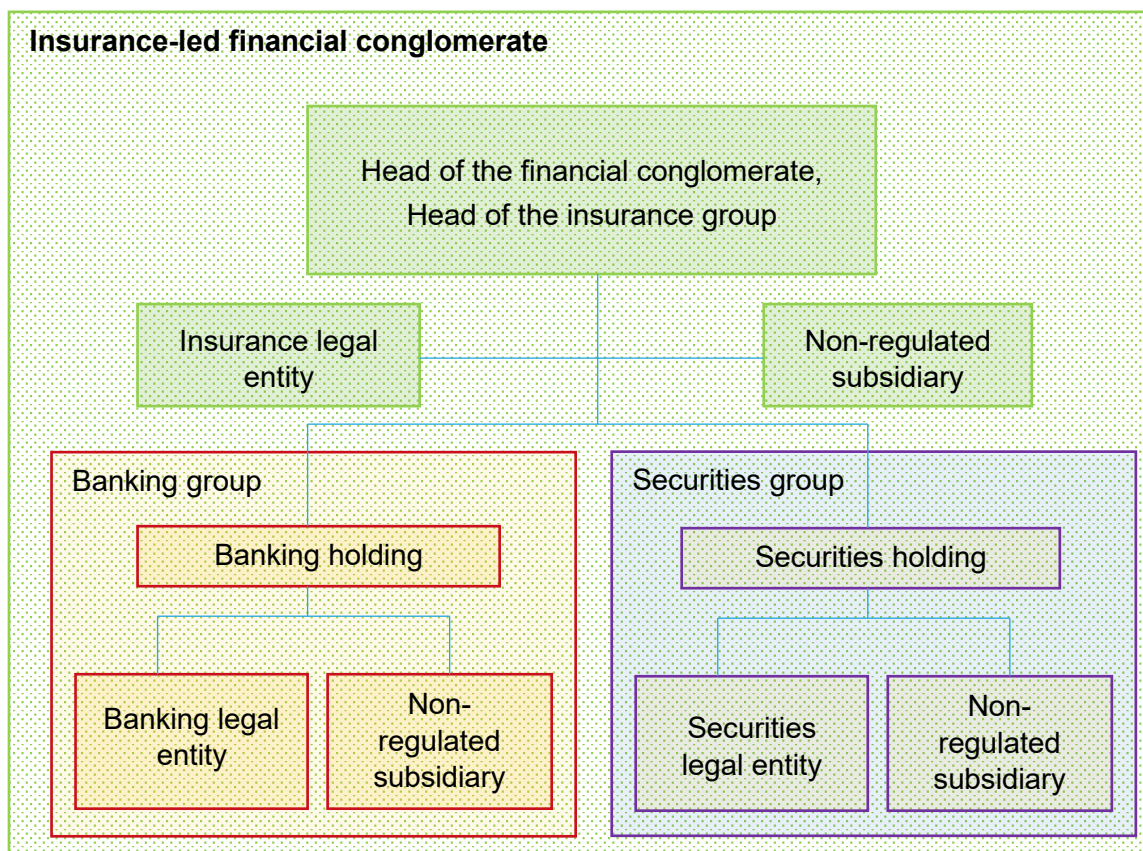 Insurance-led financial conglomerate
Head of the financial conglomerate,
Head of the insurance group
Insurance legal
entity
Non-regulated
subsidiary
Banking group
Banking holding
Banking legal
entity
Non-
regulated
subsidiary
Securities group
Securities holding
Securities
legal entity
Non-
regulated
subsidiary